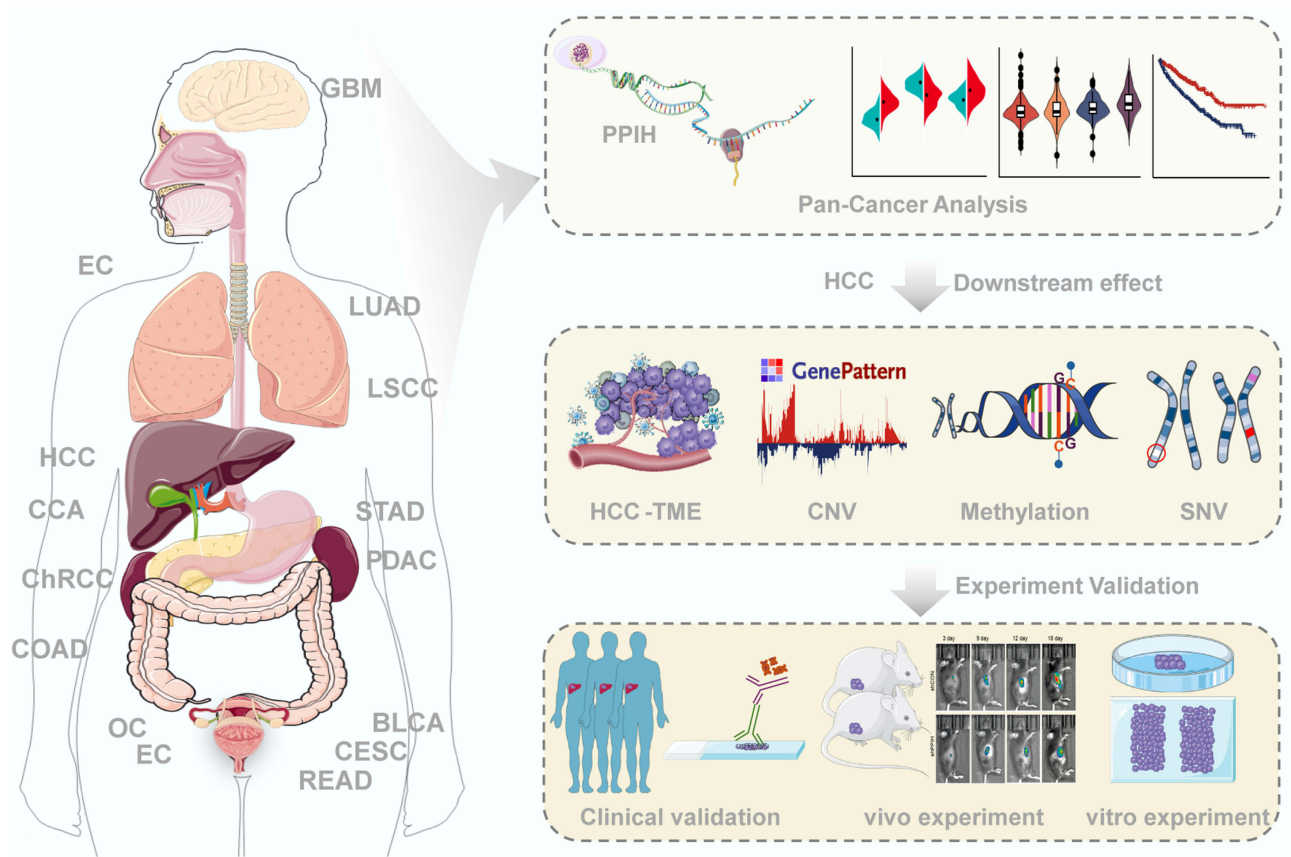 GBM
EC
LUAD
LSCC
HCC
CCA
STAD
PDAC
ChRCC
COAD
OC
EC
BLCA
CESC
READ
PPIH
Pan-Cancer Analysis
HCC
Downstream effect
GenePattern
G
C
C
G
HCC -TME
CNV
Methylation
SNV
Experiment Validation
3 day
9 day
12 day
18 day
shCON
shPPIH
Clinical validation
vivo experiment
vitro experiment